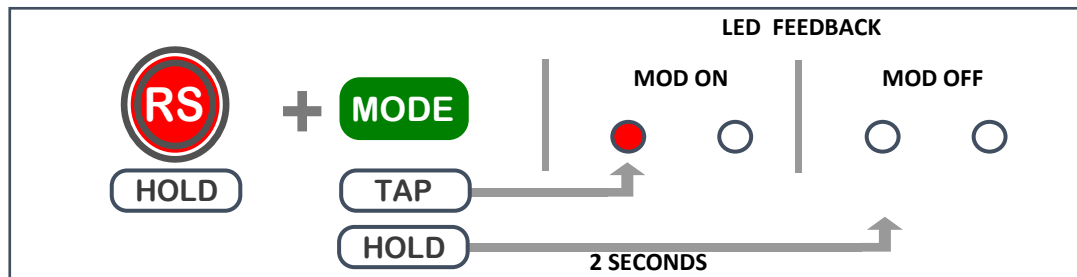 LED FEEDBACK
MOD ON
MOD OFF
RS
MODE
HOLD
TAP
HOLD
2 SECONDS